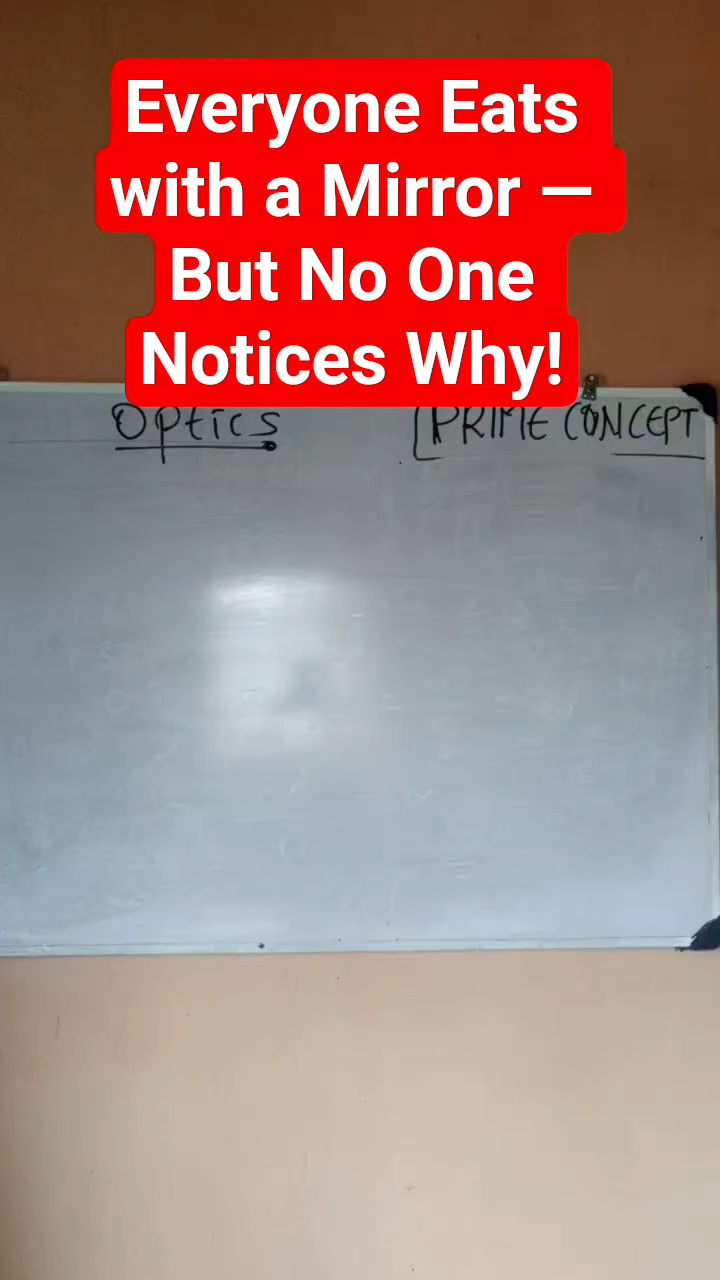 Everyone Eats
with a Mirror —
But No One
Notices Why!
Optics
PRIME CONCEPT